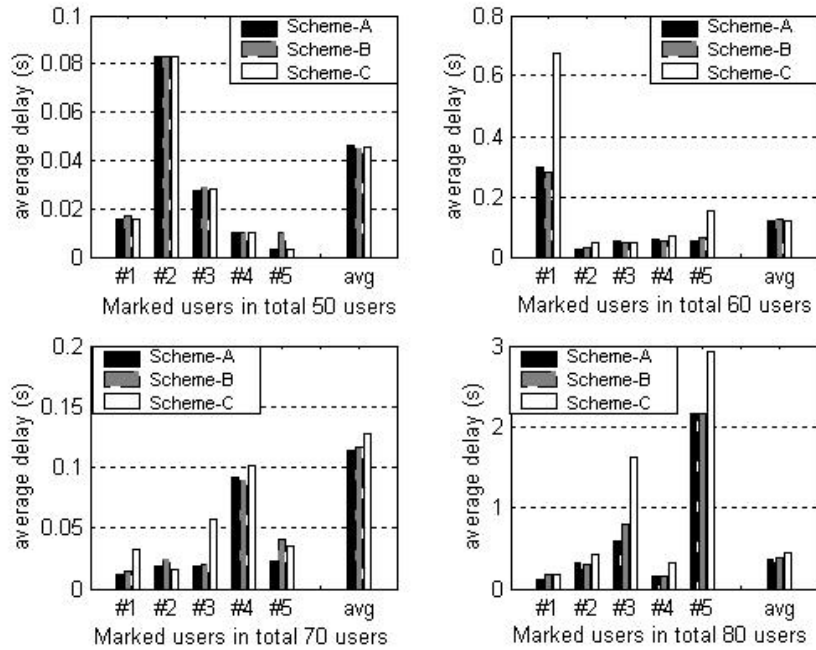 average delay (s)
0.1
0.08
0.06
0.04
0.02
0
Scheme-A
Scheme-B
Scheme-C
#1 #2 #3 #4 #5 avg
Marked users in total 50 users
average delay (s)
0.8
0.6
0.4
0.2
0
Scheme-A
Scheme-B
Scheme-C
#1 #2 #3 #4 #5 avg
Marked users in total 60 users
average delay (s)
0.2
0.15
0.1
0.05
0
Scheme-A
Scheme-B
Scheme-C
#1 #2 #3 #4 #5 avg
Marked users in total 70 users
average delay (s)
3
2
1
0
Scheme-A
Scheme-B
Scheme-C
#1 #2 #3 #4 #5 avg
Marked users in total 80 users